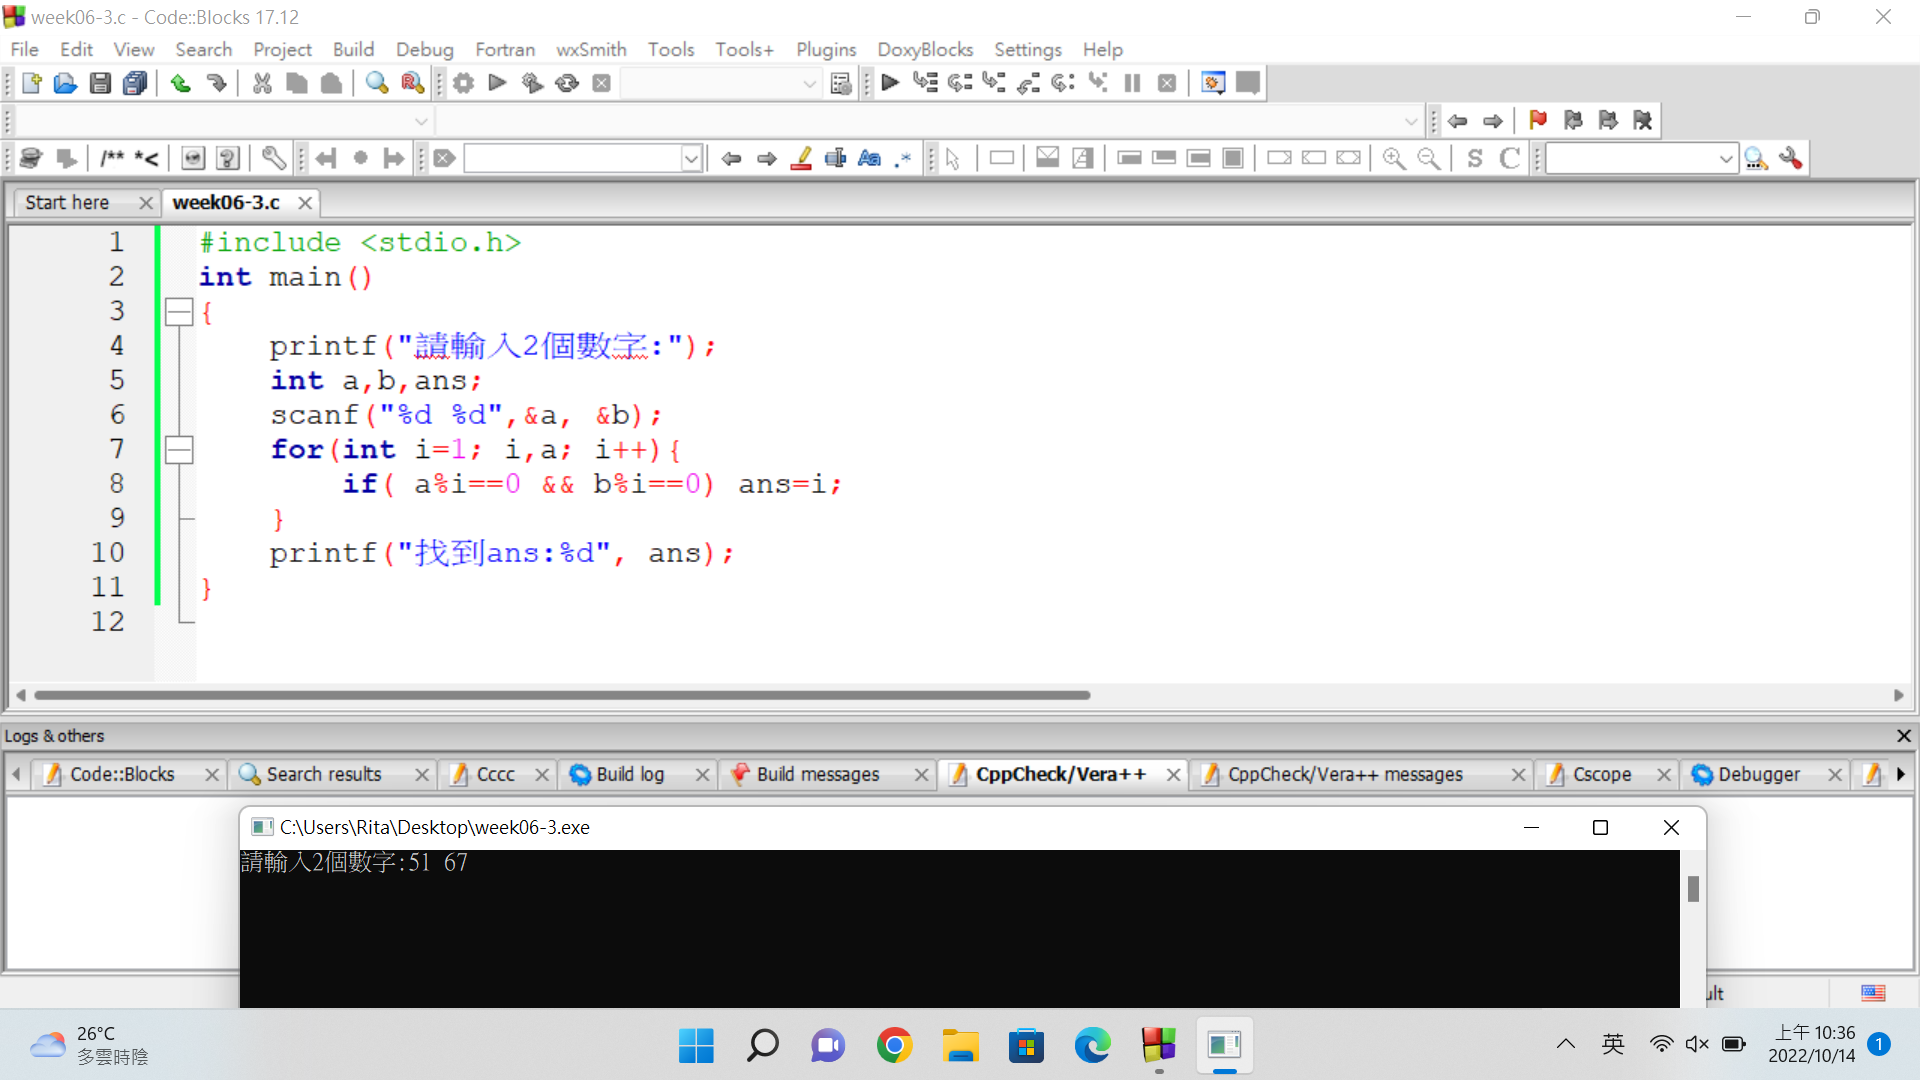 week06-3.c - Code::Blocks 17.12
File Edit View Search Project Build Debug Fortran wxSmith Tools Tools+ Plugins DoxyBlocks Settings Help
/** *<
Aa .*
S C
Start here week06-3.c
1 #include <stdio.h>
2 int main()
3 {
4 printf("請輸入2個數字:");
5 int a,b,ans;
6 scanf("%d %d",&a, &b);
7 for(int i=1; i,a; i++){
8 if( a%i==0 && b%i==0) ans=i;
9 }
10 printf("找到ans:%d", ans);
11 }
12
Logs & others
Code::Blocks Search results Cccc Build log Build messages CppCheck/Vera++ CppCheck/Vera++ messages Cscope Debugger
C:\Users\Rita\Desktop\week06-3.exe
請輸入2個數字:51 67
ult
26°C
多雲時陰
英
上午 10:36
2022/10/14
1